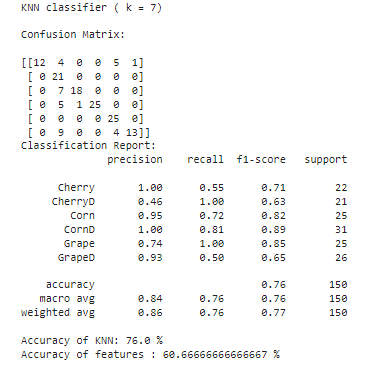 KNN classifier ( k = 7)
Confusion Matrix:
[[12 4 0 0 5 1]
[ 0 21 0 0 0 0]
[ 0 7 18 0 0 0]
[ 0 5 1 25 0 0]
[ 0 0 0 0 25 0]
[ 0 9 0 0 4 13]]
Classification Report:
precision recall f1-score support
Cherry 1.00 0.55 0.71 22
CherryD 0.46 1.00 0.63 21
Corn 0.95 0.72 0.82 25
CornD 1.00 0.81 0.89 31
Grape 0.74 1.00 0.85 25
GrapeD 0.93 0.50 0.65 26
accuracy 0.76 150
macro avg 0.84 0.76 0.76 150
weighted avg 0.86 0.76 0.77 150
Accuracy of KNN: 76.0 %
Accuracy of features : 60.66666666666667 %